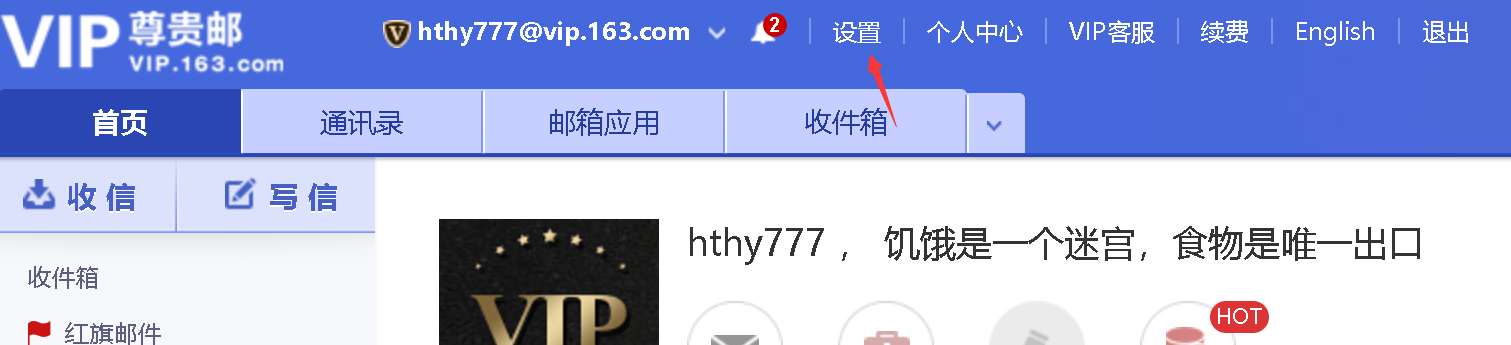 VIP 尊贵邮
VIP.163.com
hthy777@vip.163.com 2 设置 个人中心 VIP客服 续费 English 退出
首页 通讯录 邮箱应用 收件箱
收信 写信
hthy777 ， 饥饿是一个迷宫，食物是唯一出口
收件箱
VIP
HOT
红旗邮件